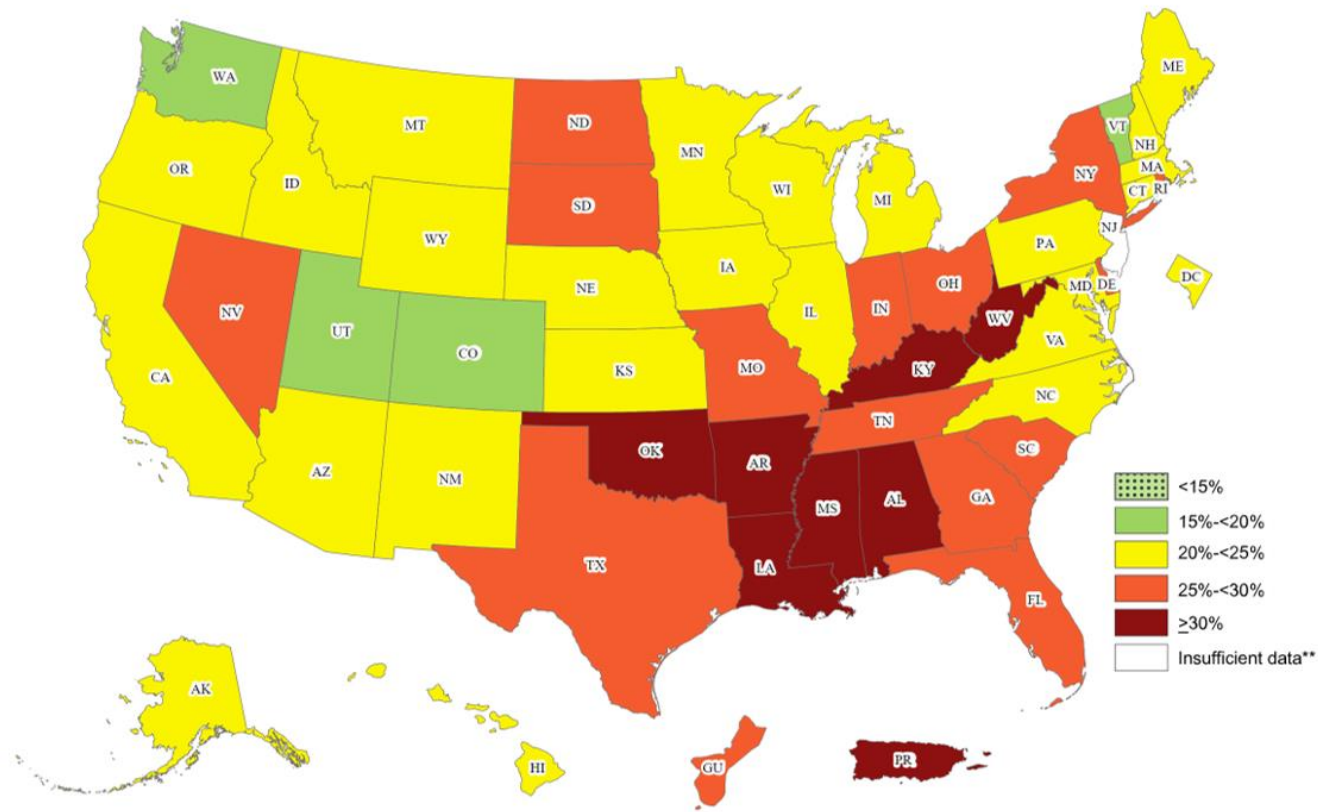 WA
MT
ND
MN
ME
VT
NH
OR
ID
SD
WI
MI
NY
MA
CT
RI
WY
IA
PA
NJ
NE
IL
IN
OH
MD
DE
DC
NV
UT
CO
KS
MO
KY
WV
VA
CA
AZ
NM
OK
AR
TN
NC
SC
MS
AL
GA
TX
LA
FL
<15%
15%-<20%
20%-<25%
25%-<30%
≥30%
Insufficient data**
AK
HI
GU
PR